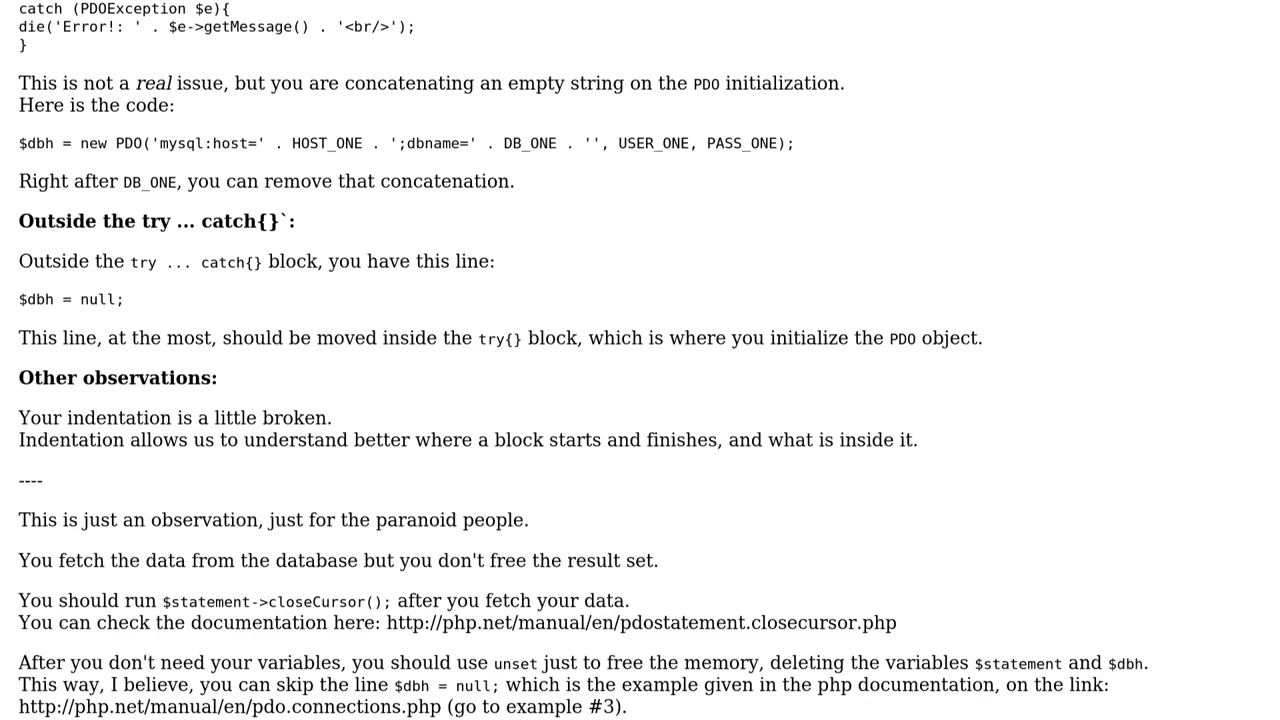 catch (PDOException $e){
die('Error!: ' . $e->getMessage() . '<br/>');
}
This is not a real issue, but you are concatenating an empty string on the PDO initialization.
Here is the code:
$dbh = new PDO('mysql:host=' . HOST_ONE . ';dbname=' . DB_ONE . '', USER_ONE, PASS_ONE);
Right after DB_ONE, you can remove that concatenation.
Outside the try ... catch{}`:
Outside the try ... catch{} block, you have this line:
$dbh = null;
This line, at the most, should be moved inside the try{} block, which is where you initialize the PDO object.
Other observations:
Your indentation is a little broken.
Indentation allows us to understand better where a block starts and finishes, and what is inside it.
----
This is just an observation, just for the paranoid people.
You fetch the data from the database but you don't free the result set.
You should run $statement->closeCursor(); after you fetch your data.
You can check the documentation here: http://php.net/manual/en/pdostatement.closecursor.php
After you don't need your variables, you should use unset just to free the memory, deleting the variables $statement and $dbh.
This way, I believe, you can skip the line $dbh = null; which is the example given in the php documentation, on the link:
http://php.net/manual/en/pdo.connections.php (go to example #3).